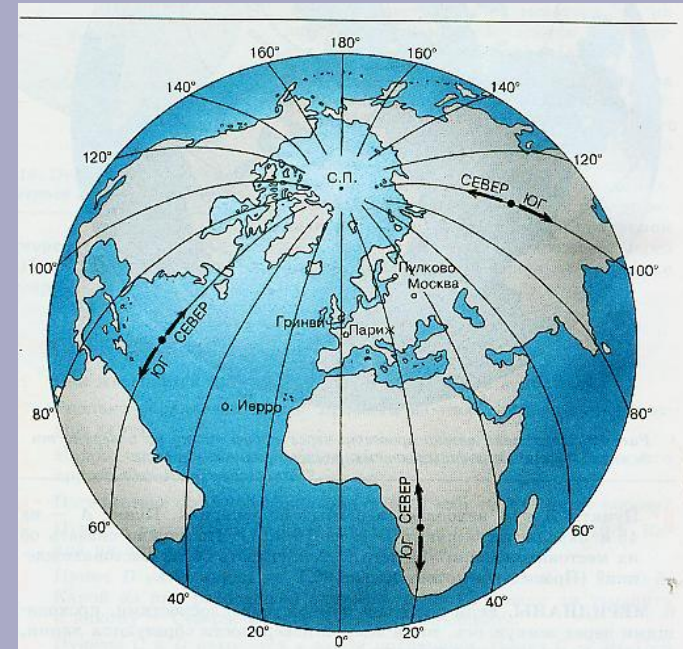 180°
160°
160°
140°
140°
120°
120°
С.П.
СЕВЕР ЮГ
100°
100°
Пулково
Москва
Гринвич
Париж
ЮГ СЕВЕР
о. Иерро
80°
80°
ЮГ СЕВЕР
60°
60°
40°
40°
20°
20°
0°